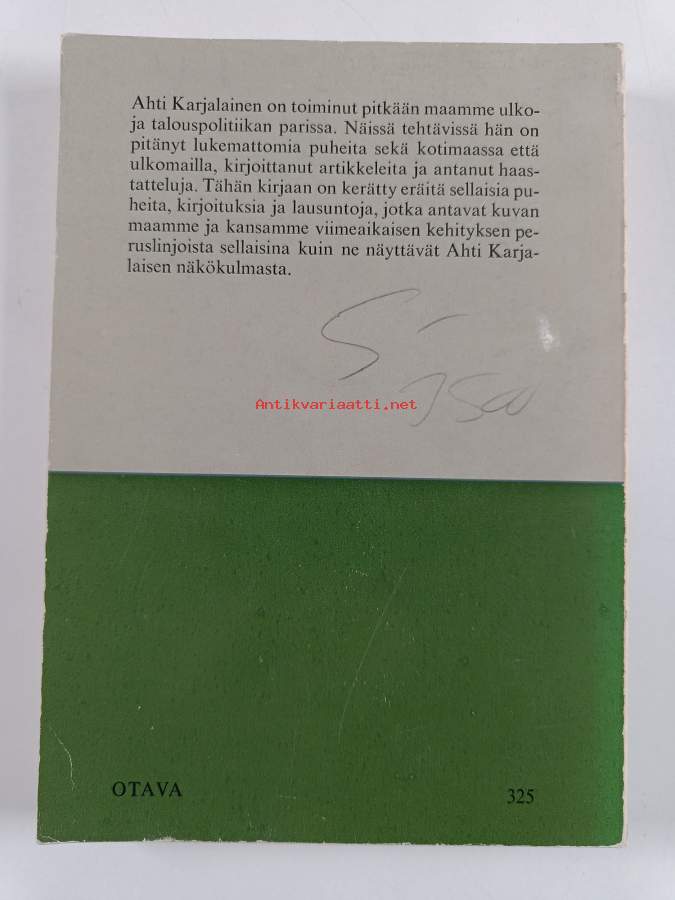 Ahti Karjalainen on toiminut pitkään maamme ulko-
ja talouspolitiikan parissa. Näissä tehtävissä hän on
pitänyt lukemattomia puheita sekä kotimaassa että
ulkomailla, kirjoittanut artikkeleita ja antanut haas-
tatteluja. Tähän kirjaan on kerätty eräitä sellaisia pu-
heita, kirjoituksia ja lausuntoja, jotka antavat kuvan
maamme ja kansamme viimeaikaisen kehityksen pe-
ruslinjoista sellaisina kuin ne näyttävät Ahti Karja-
laisen näkökulmasta.
Antikvariaatti.net
OTAVA
325